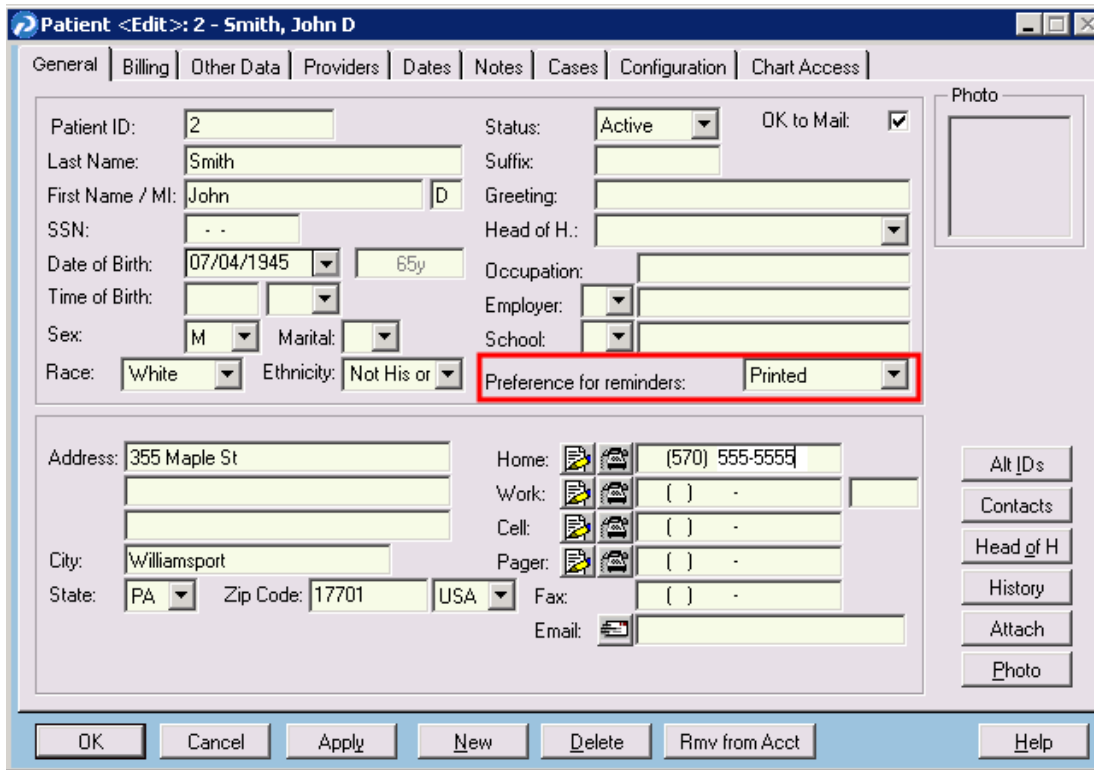 Patient <Edit>: 2 - Smith, John D
General Billing Other Data Providers Dates Notes Cases Configuration Chart Access
Photo
Patient ID: 2 Status: Active OK to Mail:
Last Name: Smith Suffix:
First Name / MI: John D Greeting:
SSN: - - Head of H.:
Date of Birth: 07/04/1945 65y Occupation:
Time of Birth: Employer:
Sex: M Marital: School:
Race: White Ethnicity: Not His or Preference for reminders: Printed
Address: 355 Maple St Home: (570) 555-5555
Work: ( ) -
Cell: ( ) -
City: Williamsport Pager: ( ) -
State: PA Zip Code: 17701 USA Fax: ( ) -
Email:
Alt IDs
Contacts
Head of H
History
Attach
Photo
OK Cancel Apply New Delete Rmv from Acct Help